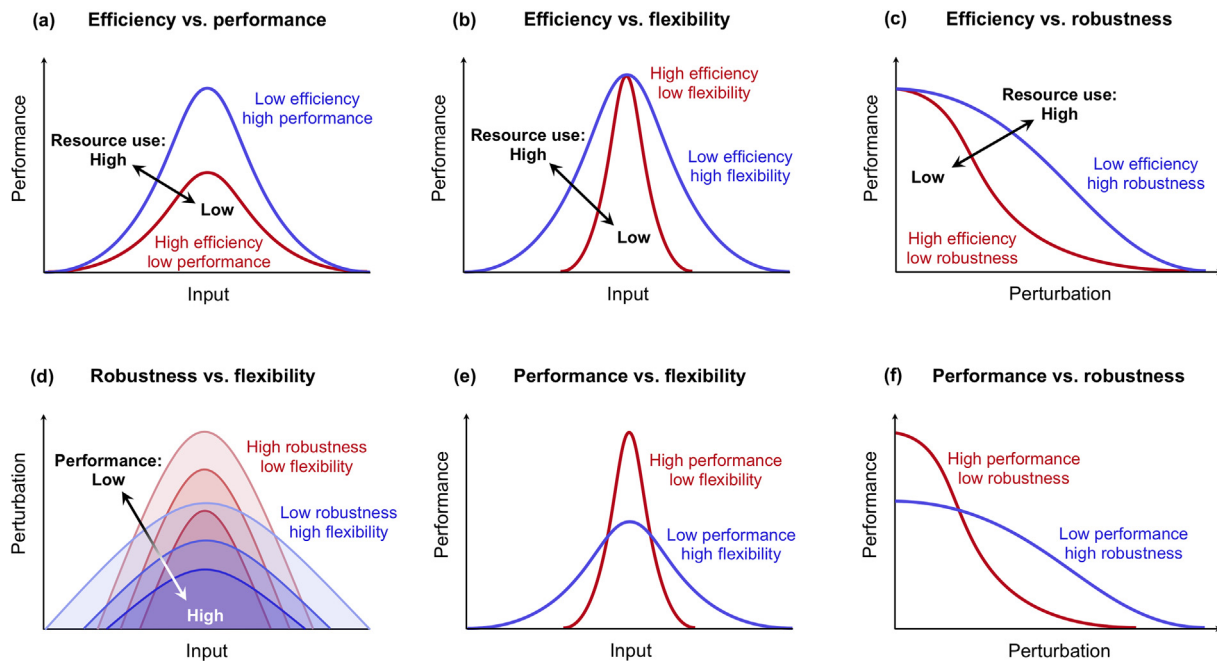 (a) Efficiency vs. performance
Performance
Low efficiency
high performance
Resource use:
High
Low
High efficiency
low performance
Input
(b) Efficiency vs. flexibility
Performance
High efficiency
low flexibility
Resource use:
High
Low efficiency
high flexibility
Low
Input
(c) Efficiency vs. robustness
Performance
Resource use:
High
Low
Low efficiency
high robustness
High efficiency
low robustness
Perturbation
(d) Robustness vs. flexibility
Perturbation
Performance:
Low
High robustness
low flexibility
Low robustness
high flexibility
High
Input
(e) Performance vs. flexibility
Performance
High performance
low flexibility
Low performance
high flexibility
Input
(f) Performance vs. robustness
Performance
High performance
low robustness
Low performance
high robustness
Perturbation